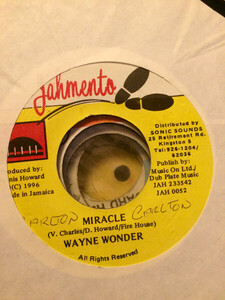 jahmento
Distributed by
SONIC SOUNDS
25 Retirement Rd.
Kingston 5
Tel: 926-1204/
62036
Publish by:
Music On Ltd./
Dub Plate Music
JAH 233542
JAH 0052
oduced by:
nis Howard
(C) 1996
de in Jamaica
CARLTON
MIRACLE
(V. Charles/D. Howard/Fire House)
WAYNE WONDER
All Rights Reserved